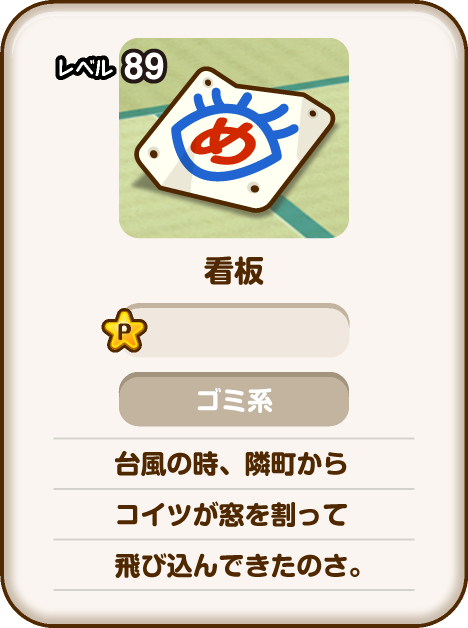 レベル 89
め
看板
P
ゴミ系
台風の時、隣町から
コイツが窓を割って
飛び込んできたのさ。